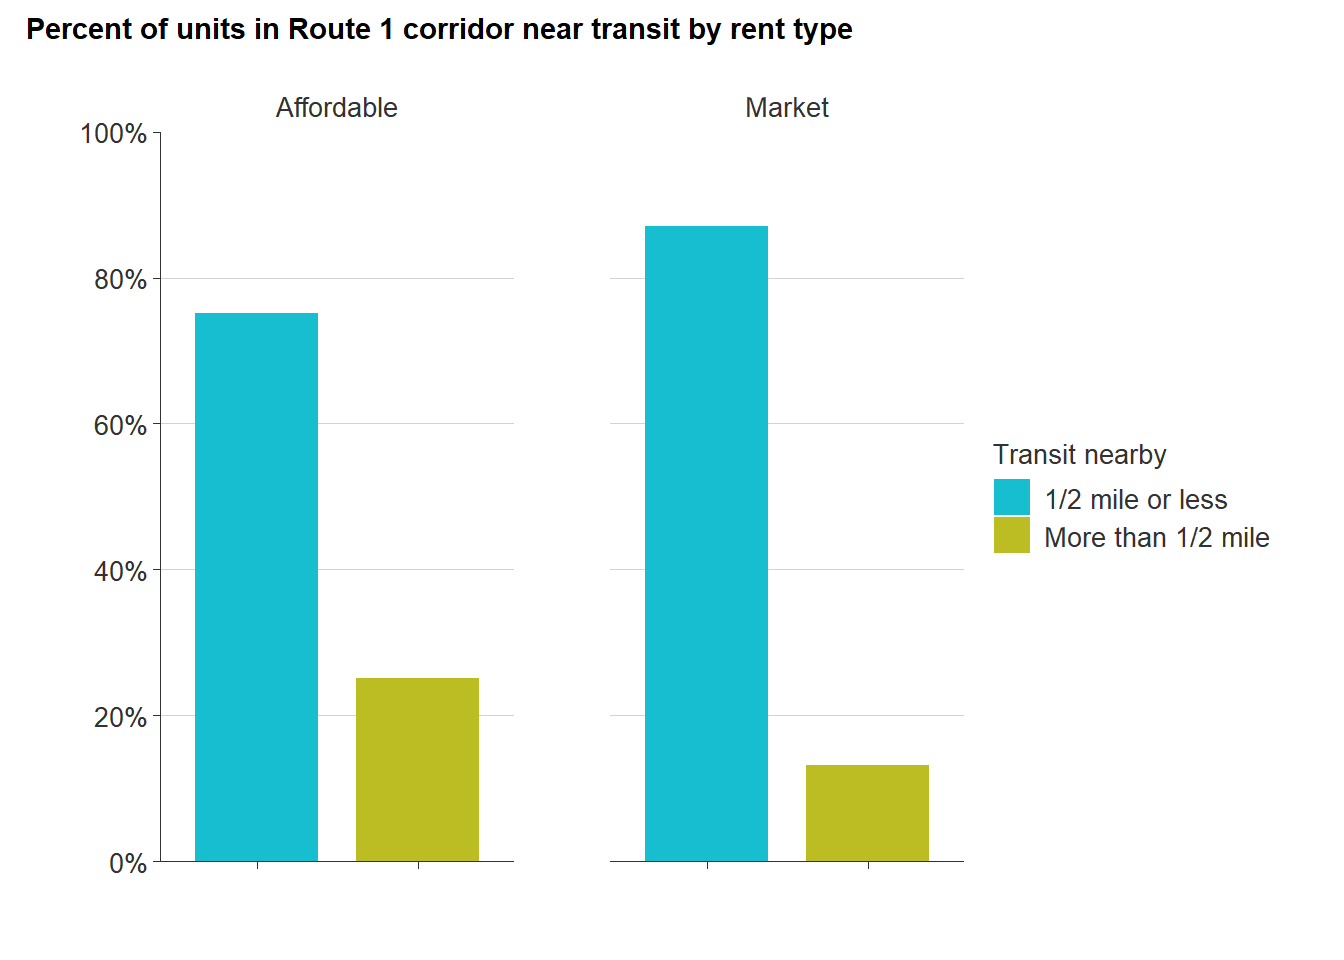 Percent of units in Route 1 corridor near transit by rent type
Affordable
Market
100%
80%
60%
40%
20%
0%
Transit nearby
1/2 mile or less
More than 1/2 mile